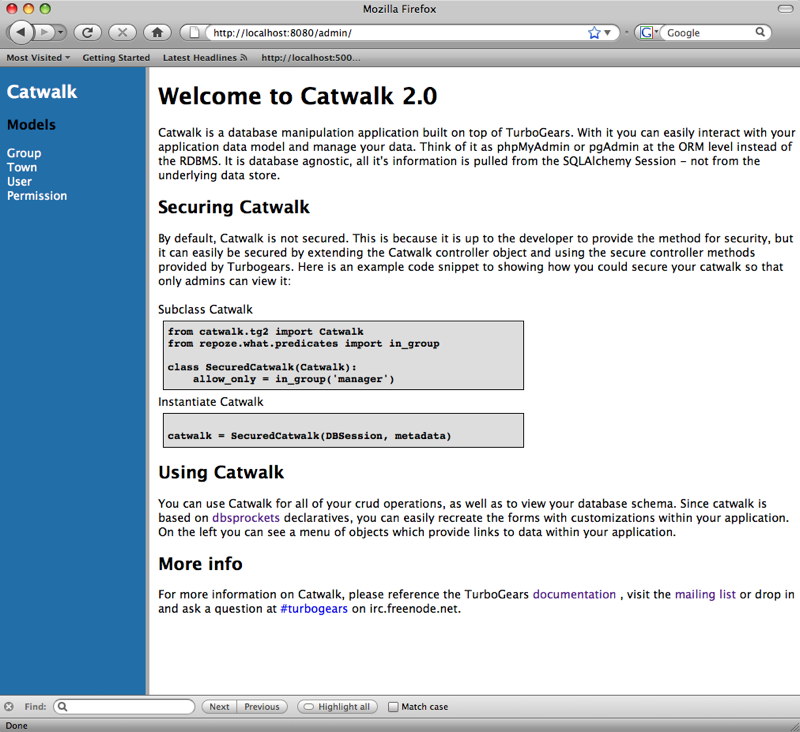 Mozilla Firefox
http://localhost:8080/admin/
Google
Most Visited
Getting Started
Latest Headlines
http://localhost:500...
Catwalk
Models
Group
Town
User
Permission
Welcome to Catwalk 2.0
Catwalk is a database manipulation application built on top of TurboGears. With it you can easily interact with your
application data model and manage your data. Think of it as phpMyAdmin or pgAdmin at the ORM level instead of
the RDBMS. It is database agnostic, all it's information is pulled from the SQLAlchemy Session - not from the
underlying data store.
Securing Catwalk
By default, Catwalk is not secured. This is because it is up to the developer to provide the method for security, but
it can easily be secured by extending the Catwalk controller object and using the secure controller methods
provided by Turbogears. Here is an example code snippet to showing how you could secure your catwalk so that
only admins can view it:
Subclass Catwalk
from catwalk.tg2 import Catwalk
from repoze.what.predicates import in_group
class SecuredCatwalk(Catwalk):
    allow_only = in_group('manager')
Instantiate Catwalk
catwalk = SecuredCatwalk(DBSession, metadata)
Using Catwalk
You can use Catwalk for all of your crud operations, as well as to view your database schema. Since catwalk is
based on dbsprockets declaratives, you can easily recreate the forms with customizations within your application.
On the left you can see a menu of objects which provide links to data within your application.
More info
For more information on Catwalk, please reference the TurboGears documentation , visit the mailing list or drop in
and ask a question at #turbogears on irc.freenode.net.
Find:
Next
Previous
Highlight all
Match case
Done